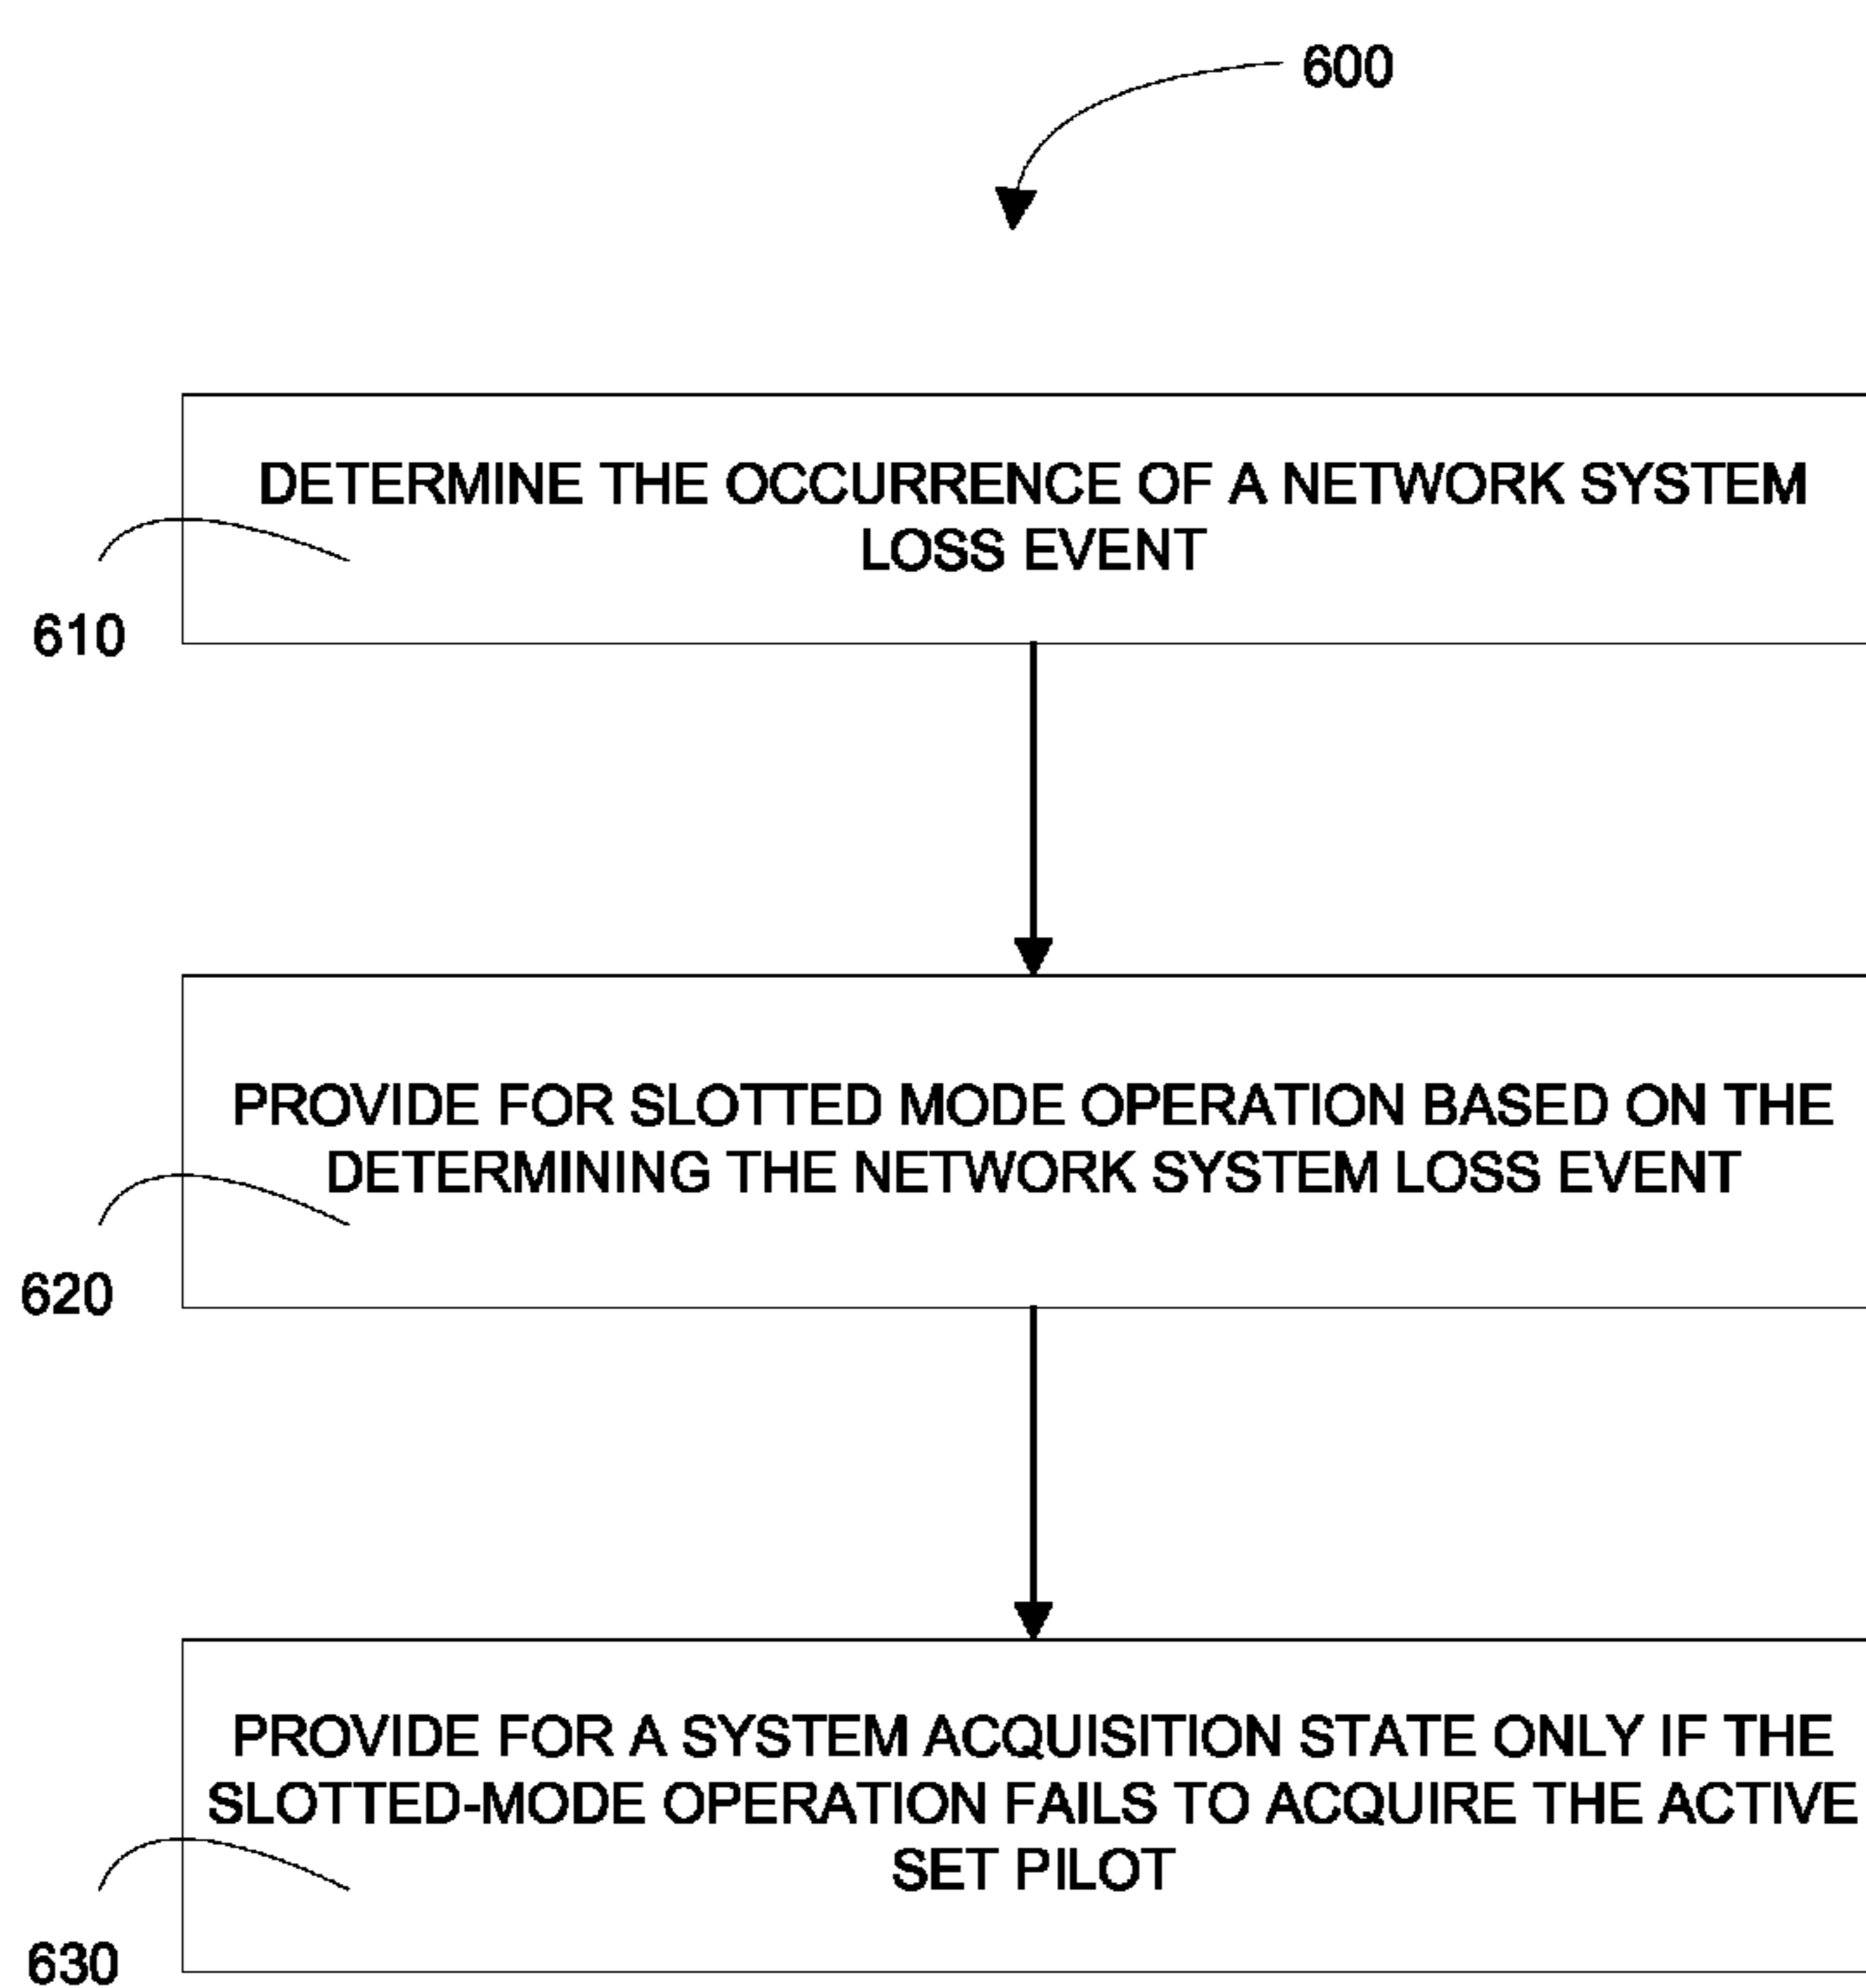 600
DETERMINE THE OCCURRENCE OF A NETWORK SYSTEM
LOSS EVENT
610
PROVIDE FOR SLOTTED MODE OPERATION BASED ON THE
DETERMINING THE NETWORK SYSTEM LOSS EVENT
620
PROVIDE FOR A SYSTEM ACQUISITION STATE ONLY IF THE
SLOTTED-MODE OPERATION FAILS TO ACQUIRE THE ACTIVE
SET PILOT
630